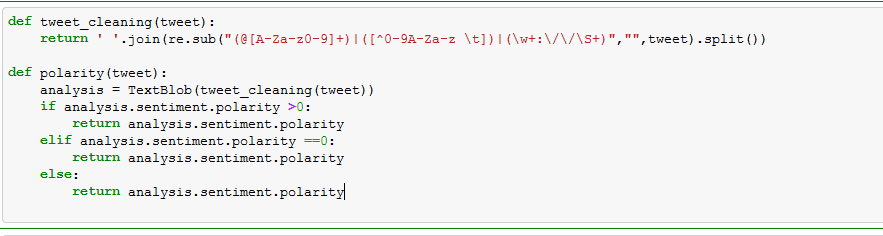 def tweet_cleaning(tweet):
    return ' '.join(re.sub("(@[A-Za-z0-9]+)|([^0-9A-Za-z \t])|(\w+:\/\/\S+)","",tweet).split())
def polarity(tweet):
    analysis = TextBlob(tweet_cleaning(tweet))
    if analysis.sentiment.polarity >0:
        return analysis.sentiment.polarity
    elif analysis.sentiment.polarity ==0:
        return analysis.sentiment.polarity
    else:
        return analysis.sentiment.polarity